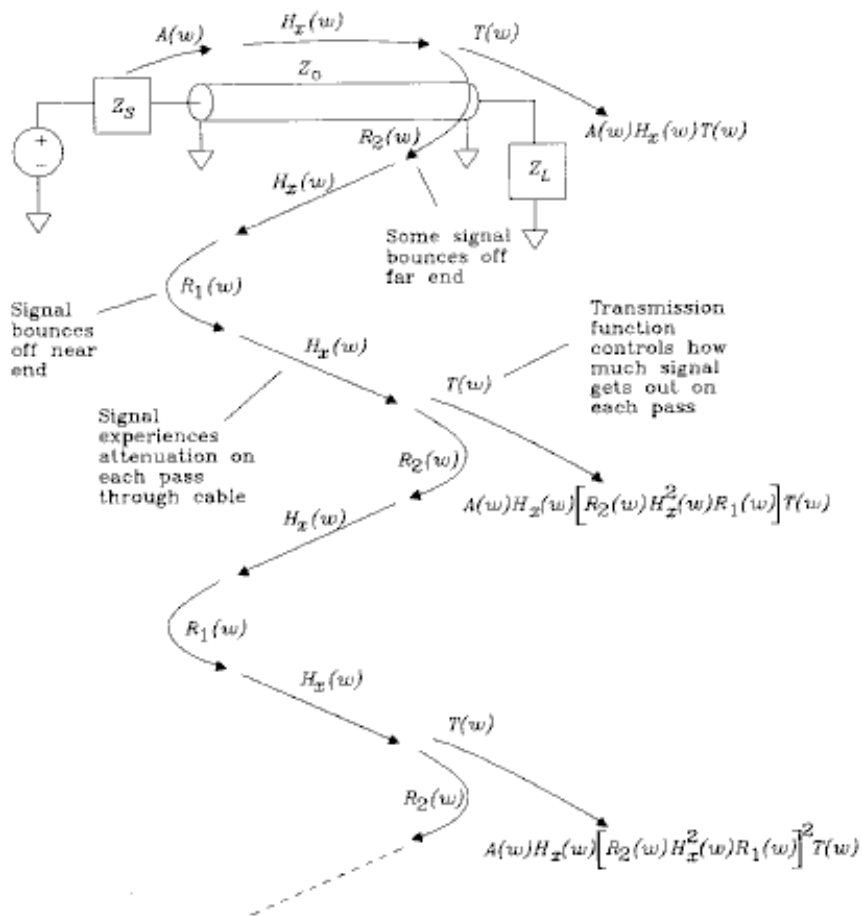 A(w)
H_x(w)
T(w)
Z_0
Z_S
+
−
R_2(w)
A(w)H_x(w)T(w)
Z_L
H_x(w)
Some signal
bounces off
far end
R_1(w)
Signal
bounces
off near
end
Transmission
function
controls how
much signal
gets out on
each pass
H_x(w)
T(w)
Signal
experiences
attenuation on
each pass
through cable
R_2(w)
A(w)H_x(w)[R_2(w)H_x^2(w)R_1(w)]T(w)
H_x(w)
R_1(w)
H_x(w)
T(w)
R_2(w)
A(w)H_x(w)[R_2(w)H_x^2(w)R_1(w)]^2T(w)